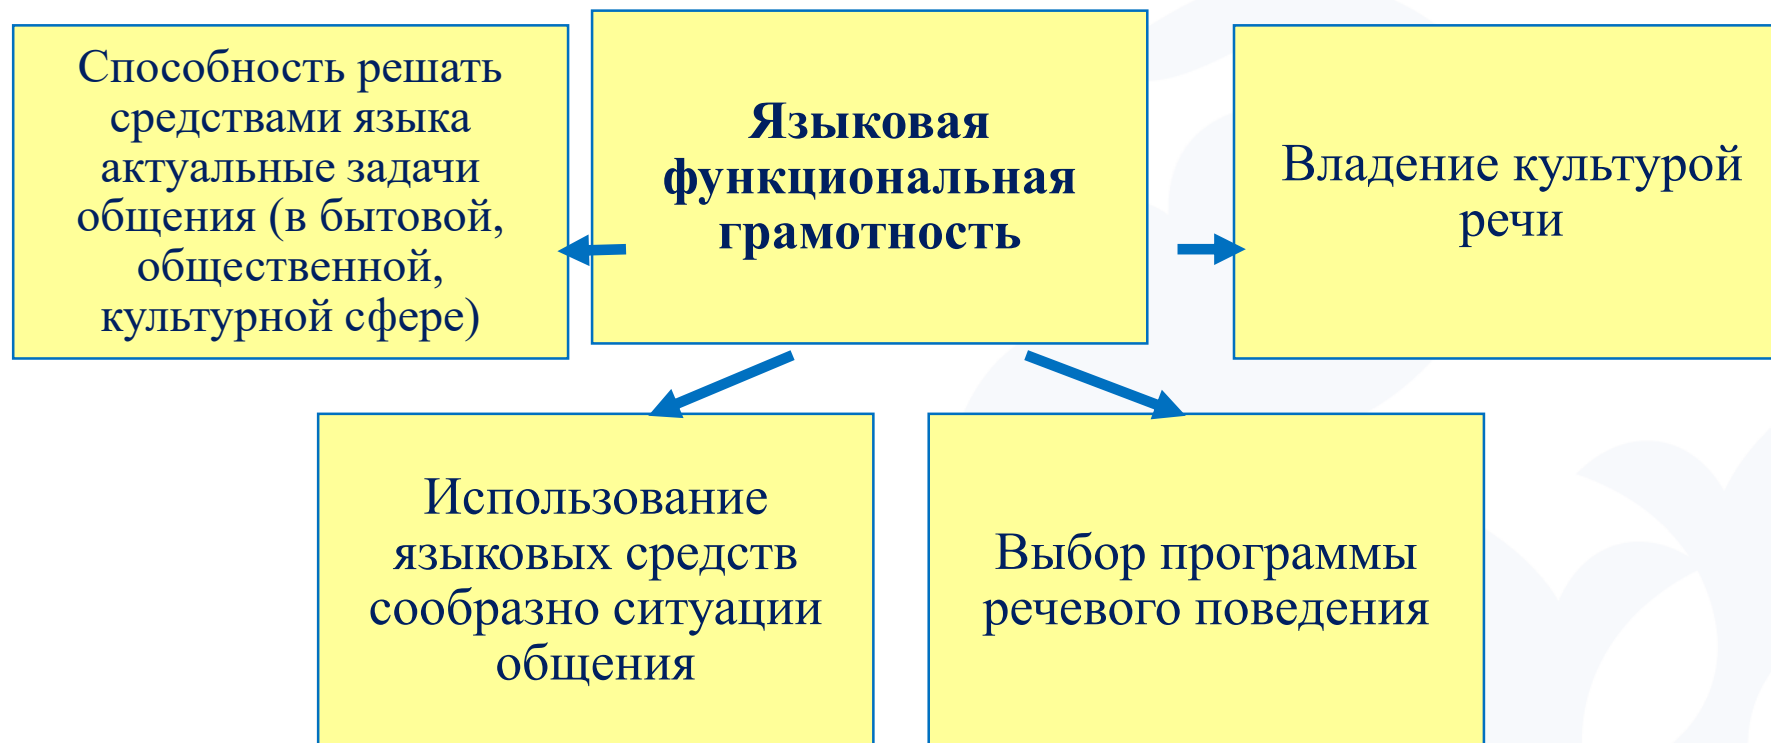 Способность решать
средствами языка
актуальные задачи
общения (в бытовой,
общественной,
культурной сфере)
Языковая
функциональная
грамотность
Владение культурой
речи
Использование
языковых средств
сообразно ситуации
общения
Выбор программы
речевого поведения